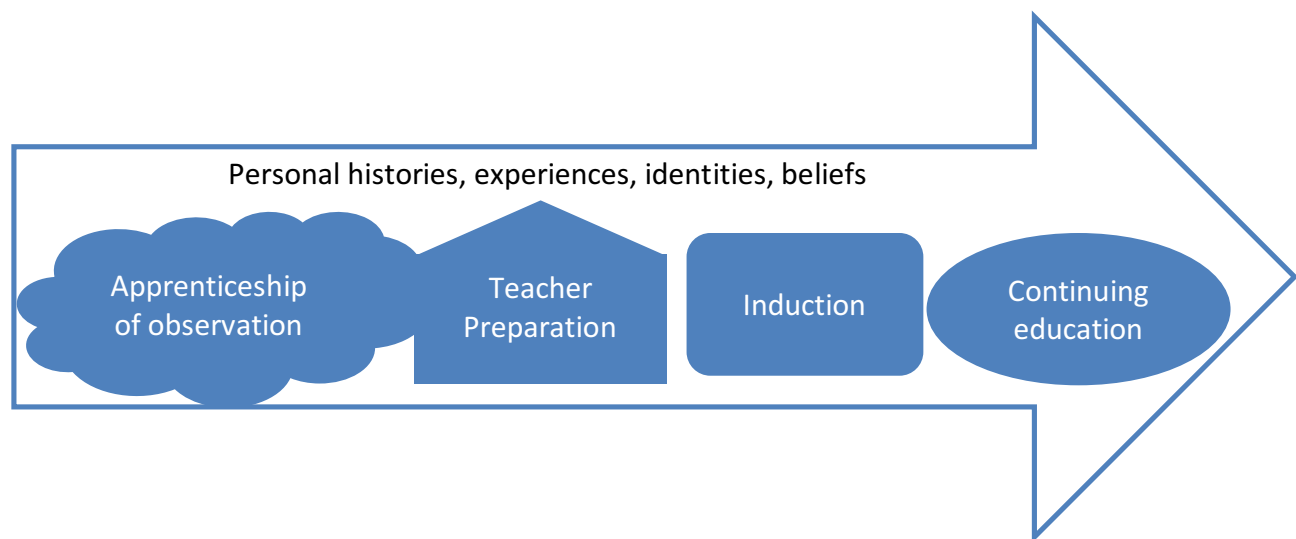 Personal histories, experiences, identities, beliefs
Apprenticeship
of observation
Teacher
Preparation
Induction
Continuing
education